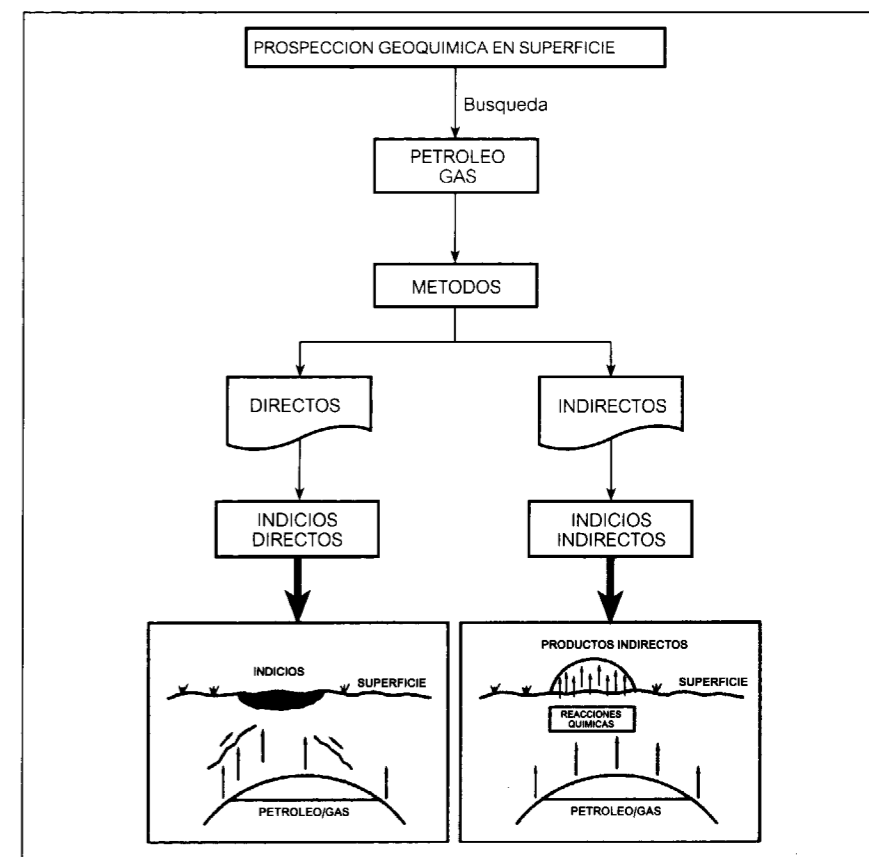 PROSPECCION GEOQUIMICA EN SUPERFICIE
Busqueda
PETROLEO
GAS
METODOS
DIRECTOS
INDIRECTOS
INDICIOS
DIRECTOS
INDICIOS
INDIRECTOS
INDICIOS
SUPERFICIE
PETROLEO/GAS
PRODUCTOS INDIRECTOS
SUPERFICIE
REACCIONES
QUIMICAS
PETROLEO/GAS